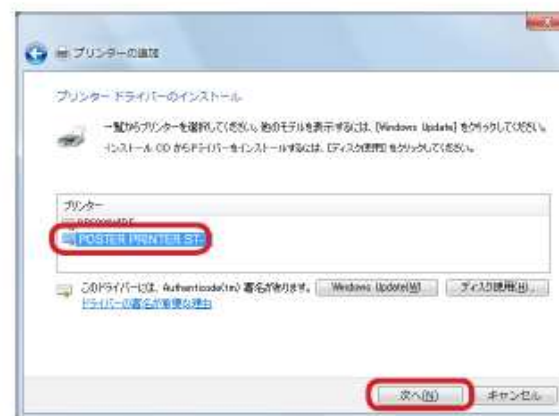 プリンターの追加
プリンター ドライバーのインストール
一覧からプリンターを選択してください。他のモデルを表示するには、[Windows Update] をクリックしてください。
インストール CD からドライバーをインストールするには、[ディスク使用] をクリックしてください。
プリンター
POSTER PRINTER ST-
このドライバーには、Authenticode(tm) 署名があります。 Windows Update(W) ディスク使用(H)...
ドライバーの署名が重要な理由
次へ(N) キャンセル